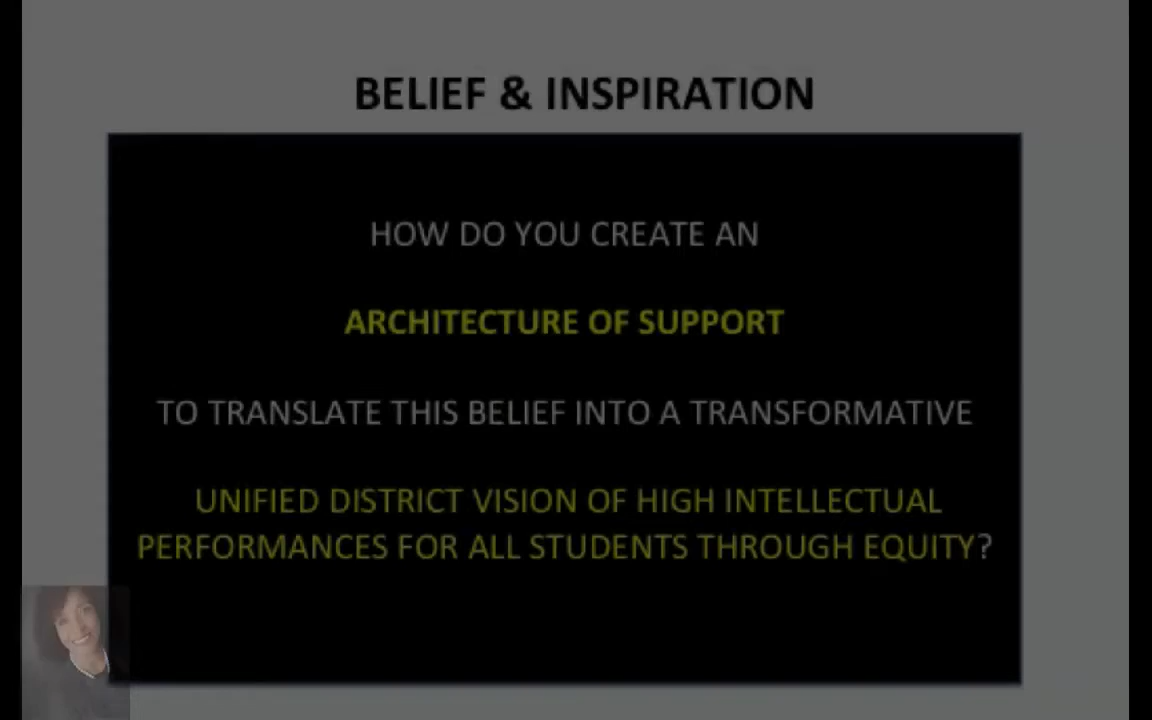 BELIEF & INSPIRATION
HOW DO YOU CREATE AN
ARCHITECTURE OF SUPPORT
TO TRANSLATE THIS BELIEF INTO A TRANSFORMATIVE
UNIFIED DISTRICT VISION OF HIGH INTELLECTUAL
PERFORMANCES FOR ALL STUDENTS THROUGH EQUITY?